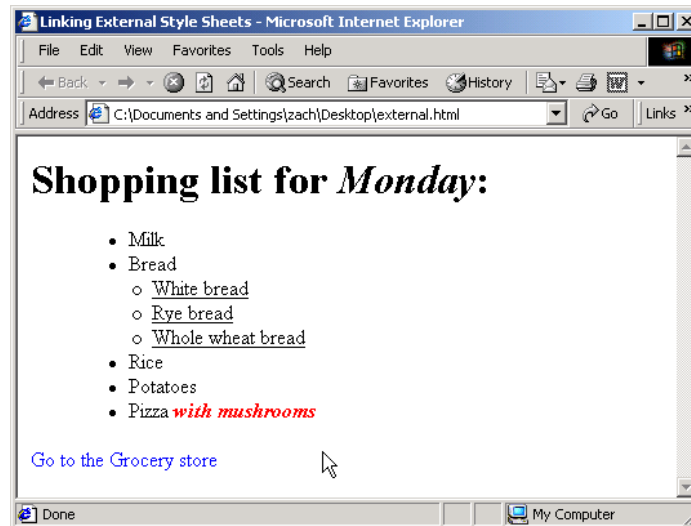 Linking External Style Sheets - Microsoft Internet Explorer
File Edit View Favorites Tools Help
Back Search Favorites History
Address C:\Documents and Settings\zach\Desktop\external.html Go Links »
Shopping list for Monday:
• Milk
• Bread
o White bread
o Rye bread
o Whole wheat bread
• Rice
• Potatoes
• Pizza with mushrooms
Go to the Grocery store
Done My Computer